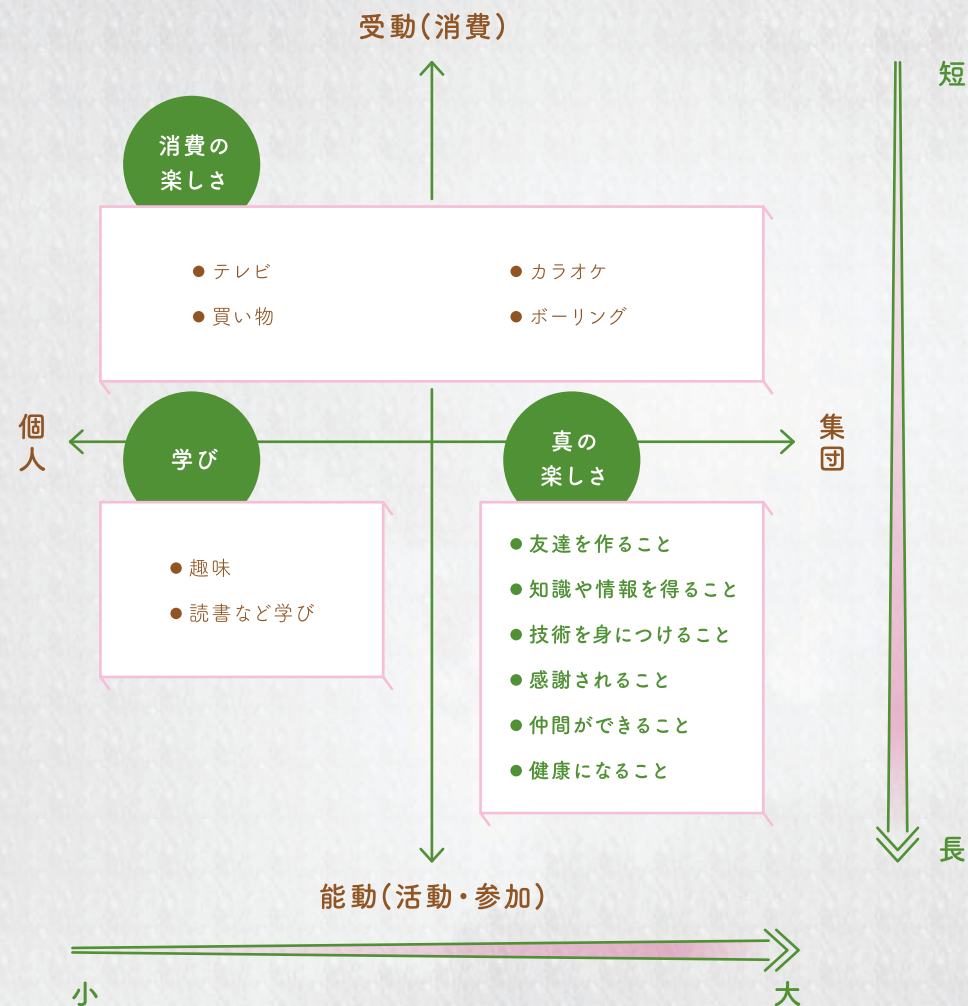 受動(消費)
短
消費の
楽しさ
● テレビ
● カラオケ
● 買い物
● ボーリング
個人
集団
学び
真の
楽しさ
● 趣味
● 読書など学び
● 友達を作ること
● 知識や情報を得ること
● 技術を身につけること
● 感謝されること
● 仲間ができること
● 健康になること
長
能動(活動・参加)
小
大